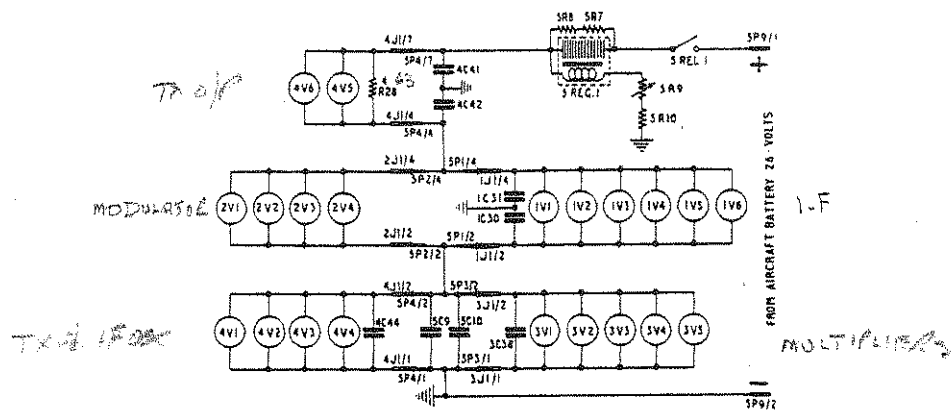 5R8 5R7
4J1/7
5P4/7
5P9/1
+
5 REL.1
4V6 4V5
R28
4C41
4C42
5 REG.1
5R9
5R10
TX O/P
4J1/4
5P4/4
2J1/4
5P2/4
5P1/4
1J1/4
MODULATOR
2V1 2V2 2V3 2V4
1C31
1C30
1V1 1V2 1V3 1V4 1V5 1V6
I-F
2J1/2
5P2/2
5P1/2
1J1/2
FROM AIRCRAFT BATTERY 26-VOLTS
4J1/2
5P4/2
5P3/2
3J1/2
4V1 4V2 4V3 4V4
4C44
5C9
5C10
3C38
3V1 3V2 3V3 3V4 3V5
MULTIPLIERS
4J1/1
5P4/1
5P3/1
3J1/1
5P9/2